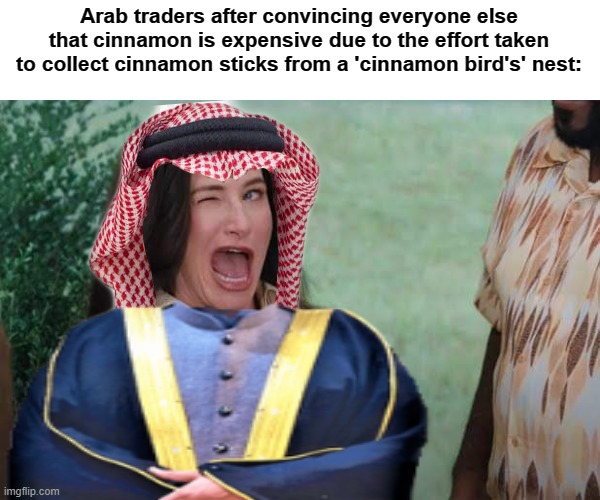 Arab traders after convincing everyone else
that cinnamon is expensive due to the effort taken
to collect cinnamon sticks from a 'cinnamon bird's' nest:
imgflip.com